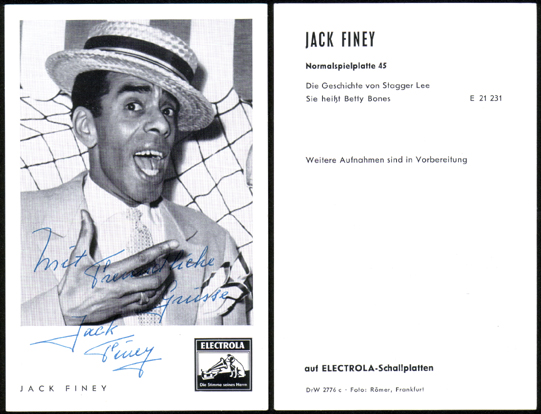 Mit Freundliche
Grüsse
Jack
Finey
ELECTROLA
Die Stimme seines Herrn
JACK FINEY
JACK FINEY
Normalspielplatte 45
Die Geschichte von Stagger Lee
Sie heißt Betty Bones E 21 231
Weitere Aufnahmen sind in Vorbereitung
auf ELECTROLA-Schallplatten
DrW 2776 c · Foto: Römer, Frankfurt